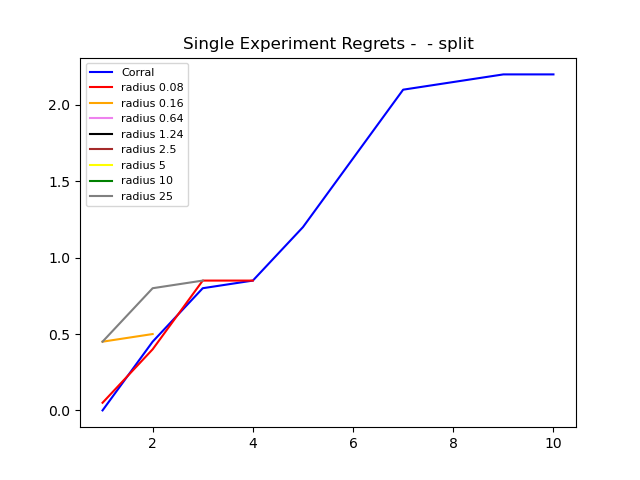 Single Experiment Regrets -  - split
Corral
radius 0.08
radius 0.16
radius 0.64
radius 1.24
radius 2.5
radius 5
radius 10
radius 25
2.0
1.5
1.0
0.5
0.0
2 4 6 8 10